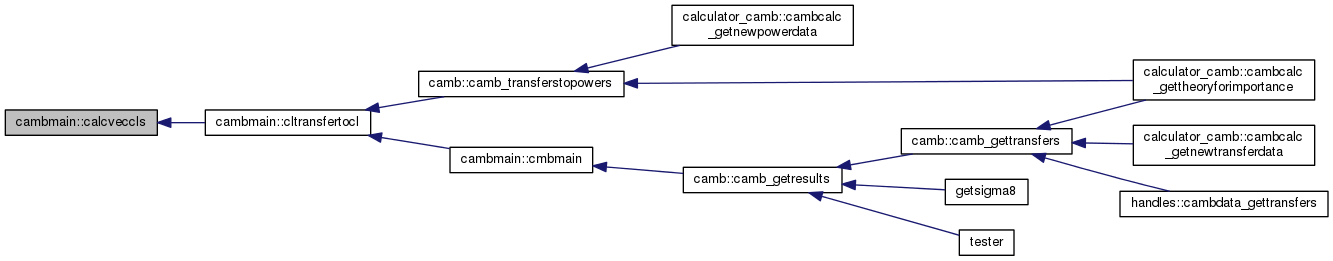 calculator_camb::cambcalc
_getnewpowerdata
camb::camb_transferstopowers
calculator_camb::cambcalc
_gettheoryforimportance
cambmain::calcveccls
cambmain::cltransfertocl
camb::camb_gettransfers
calculator_camb::cambcalc
_getnewtransferdata
cambmain::cmbmain
camb::camb_getresults
getsigma8
handles::cambdata_gettransfers
tester